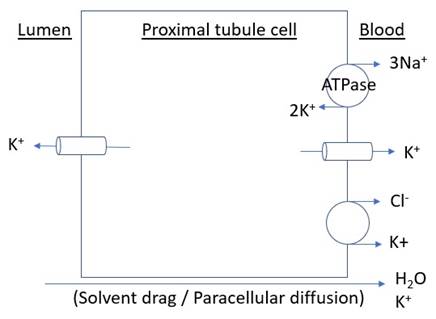 Lumen
Proximal tubule cell
Blood
3Na⁺
ATPase
2K⁺
K⁺
K⁺
Cl⁻
K+
H₂O
K⁺
(Solvent drag / Paracellular diffusion)